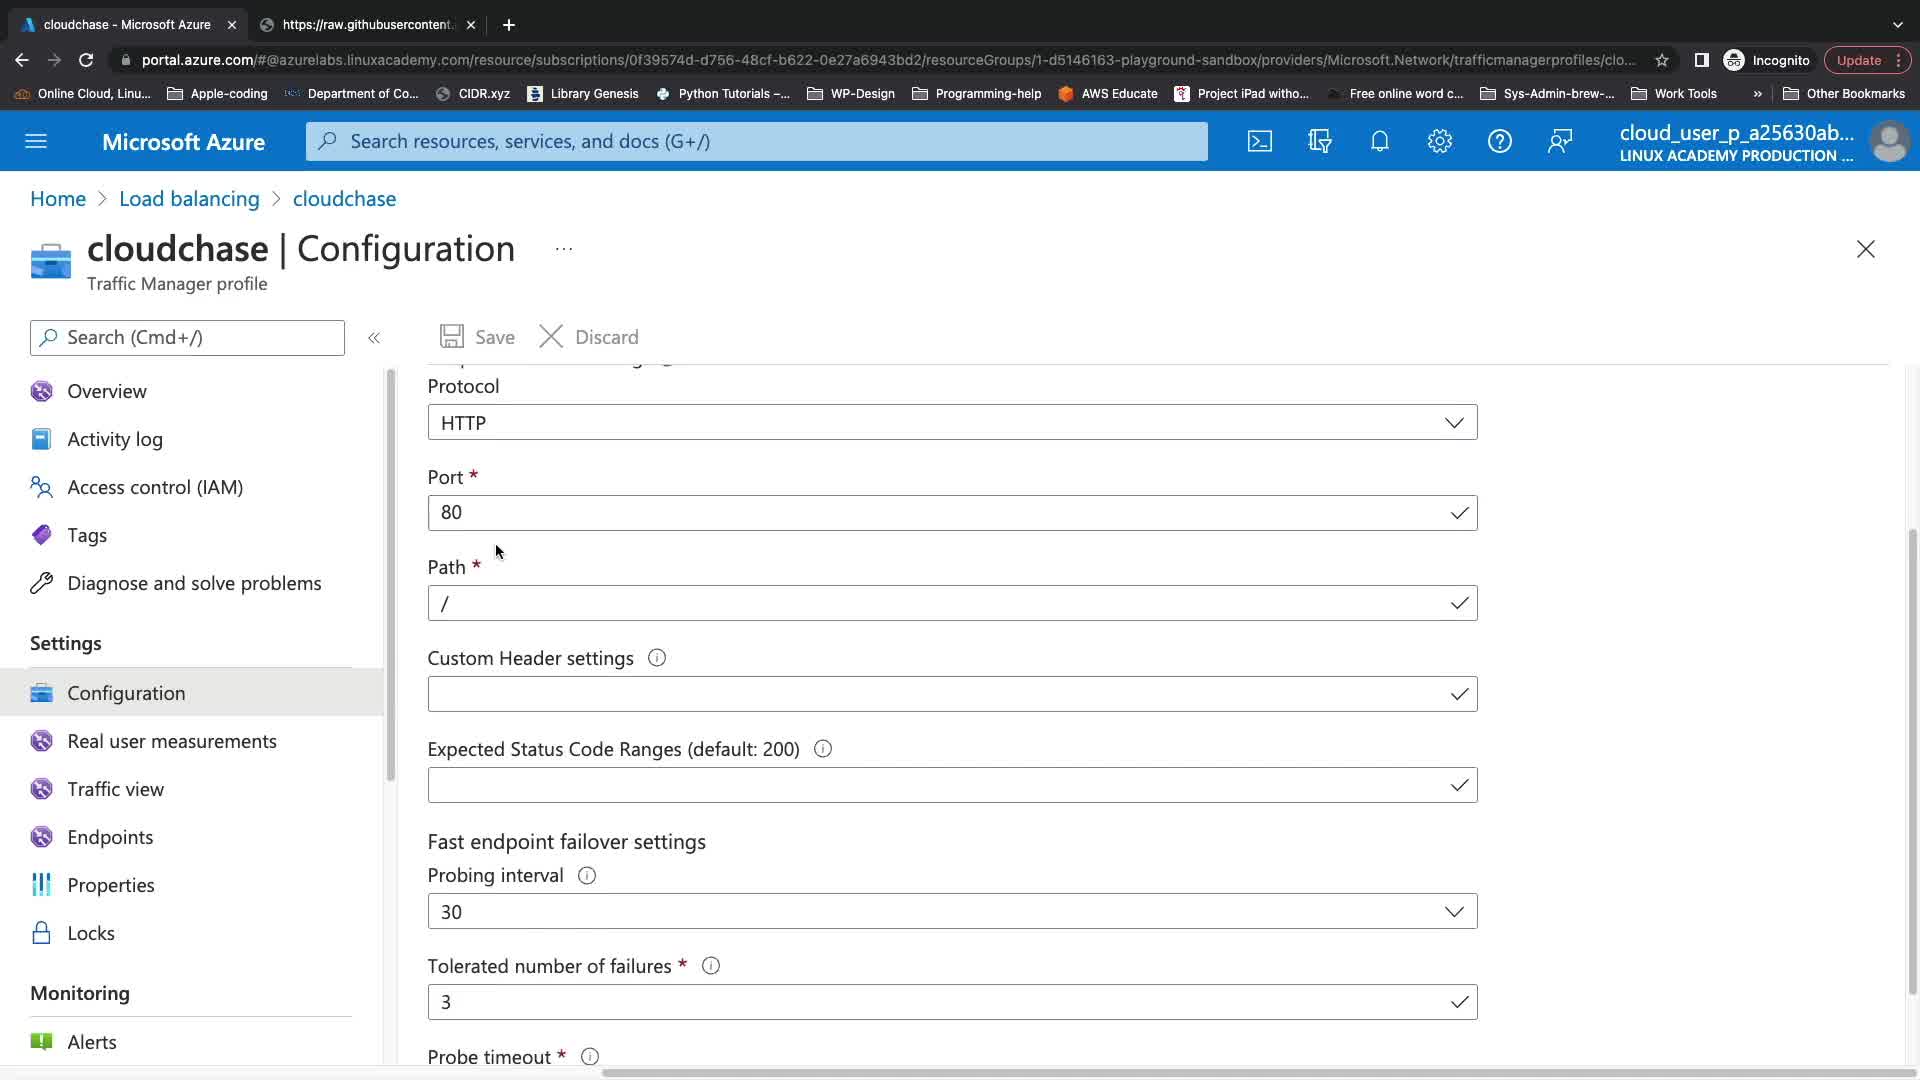 cloudchase - Microsoft Azure
https://raw.githubusercontent.
portal.azure.com/#@azurelabs.linuxacademy.com/resource/subscriptions/0f39574d-d756-48cf-b622-0e27a6943bd2/resourceGroups/1-d5146163-playground-sandbox/providers/Microsoft.Network/trafficmanagerprofiles/clo...
Incognito
Update
Online Cloud, Linu...
Apple-coding
Department of Co...
CIDR.xyz
Library Genesis
Python Tutorials –...
WP-Design
Programming-help
AWS Educate
Project iPad witho...
Free online word c...
Sys-Admin-brew-...
Work Tools
»
Other Bookmarks
Microsoft Azure
Search resources, services, and docs (G+/)
cloud_user_p_a25630ab...
LINUX ACADEMY PRODUCTION ...
Home > Load balancing > cloudchase
cloudchase | Configuration ...
Traffic Manager profile
Search (Cmd+/)
«
Save
Discard
Overview
Activity log
Access control (IAM)
Tags
Diagnose and solve problems
Settings
Configuration
Real user measurements
Traffic view
Endpoints
Properties
Locks
Monitoring
Alerts
Protocol
HTTP
Port *
80
Path *
/
Custom Header settings
Expected Status Code Ranges (default: 200)
Fast endpoint failover settings
Probing interval
30
Tolerated number of failures *
3
Probe timeout *